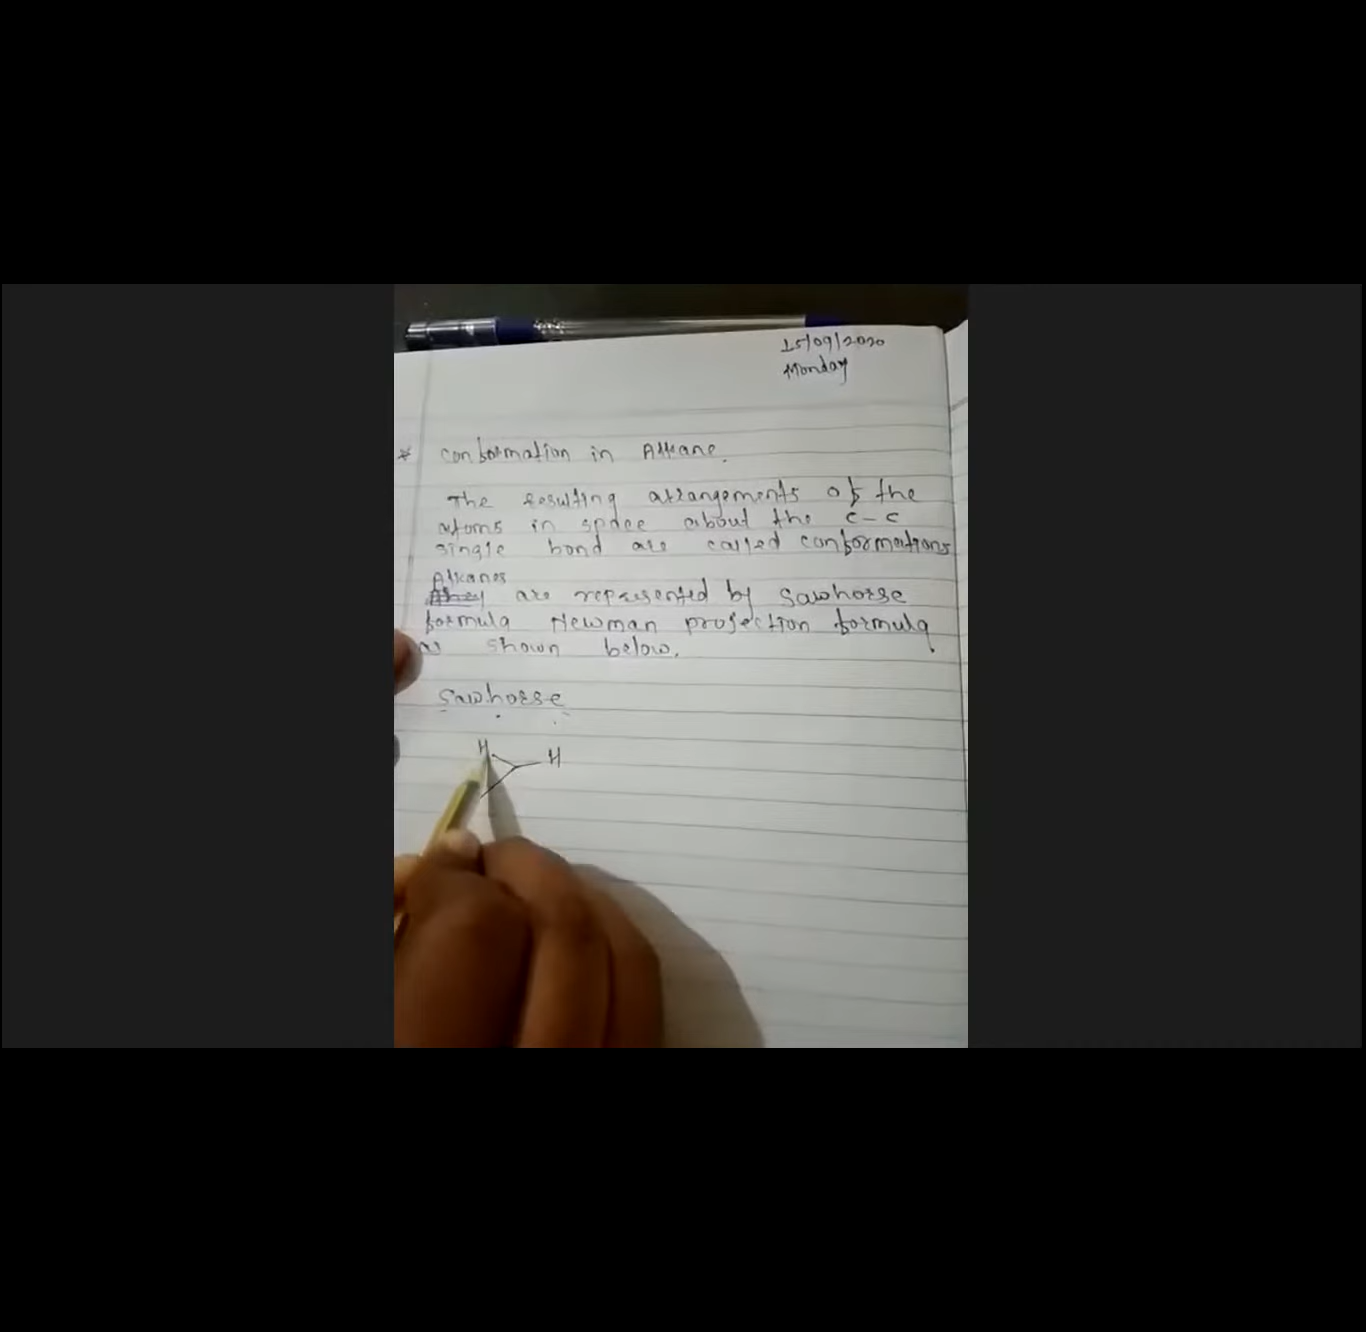 15/09/2020
Monday
* Conformation in Alkane.
The resulting arrangements of the
atoms in space about the C-C
single bond are called conformations
Alkanes
are represented by Sawhorse
formula Newman projection formula
as shown below.
Sawhorse
H H